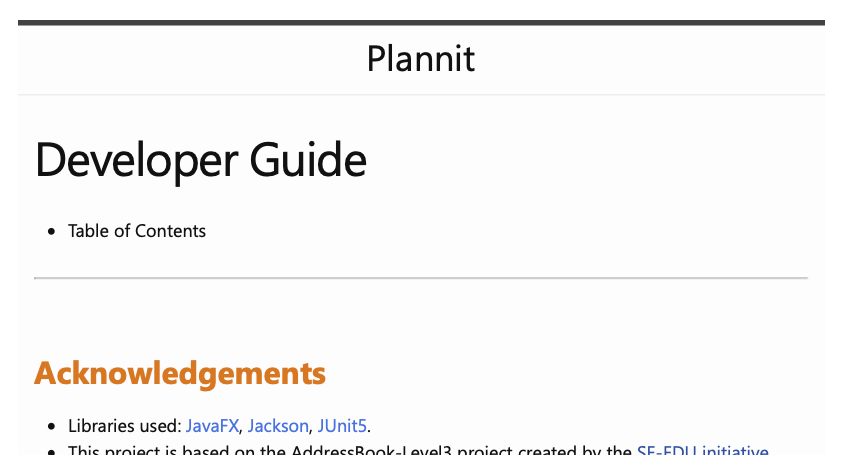 Plannit
Developer Guide
• Table of Contents
Acknowledgements
• Libraries used: JavaFX, Jackson, JUnit5.
• This project is based on the AddressBook-Level3 project created by the SE-EDU initiative